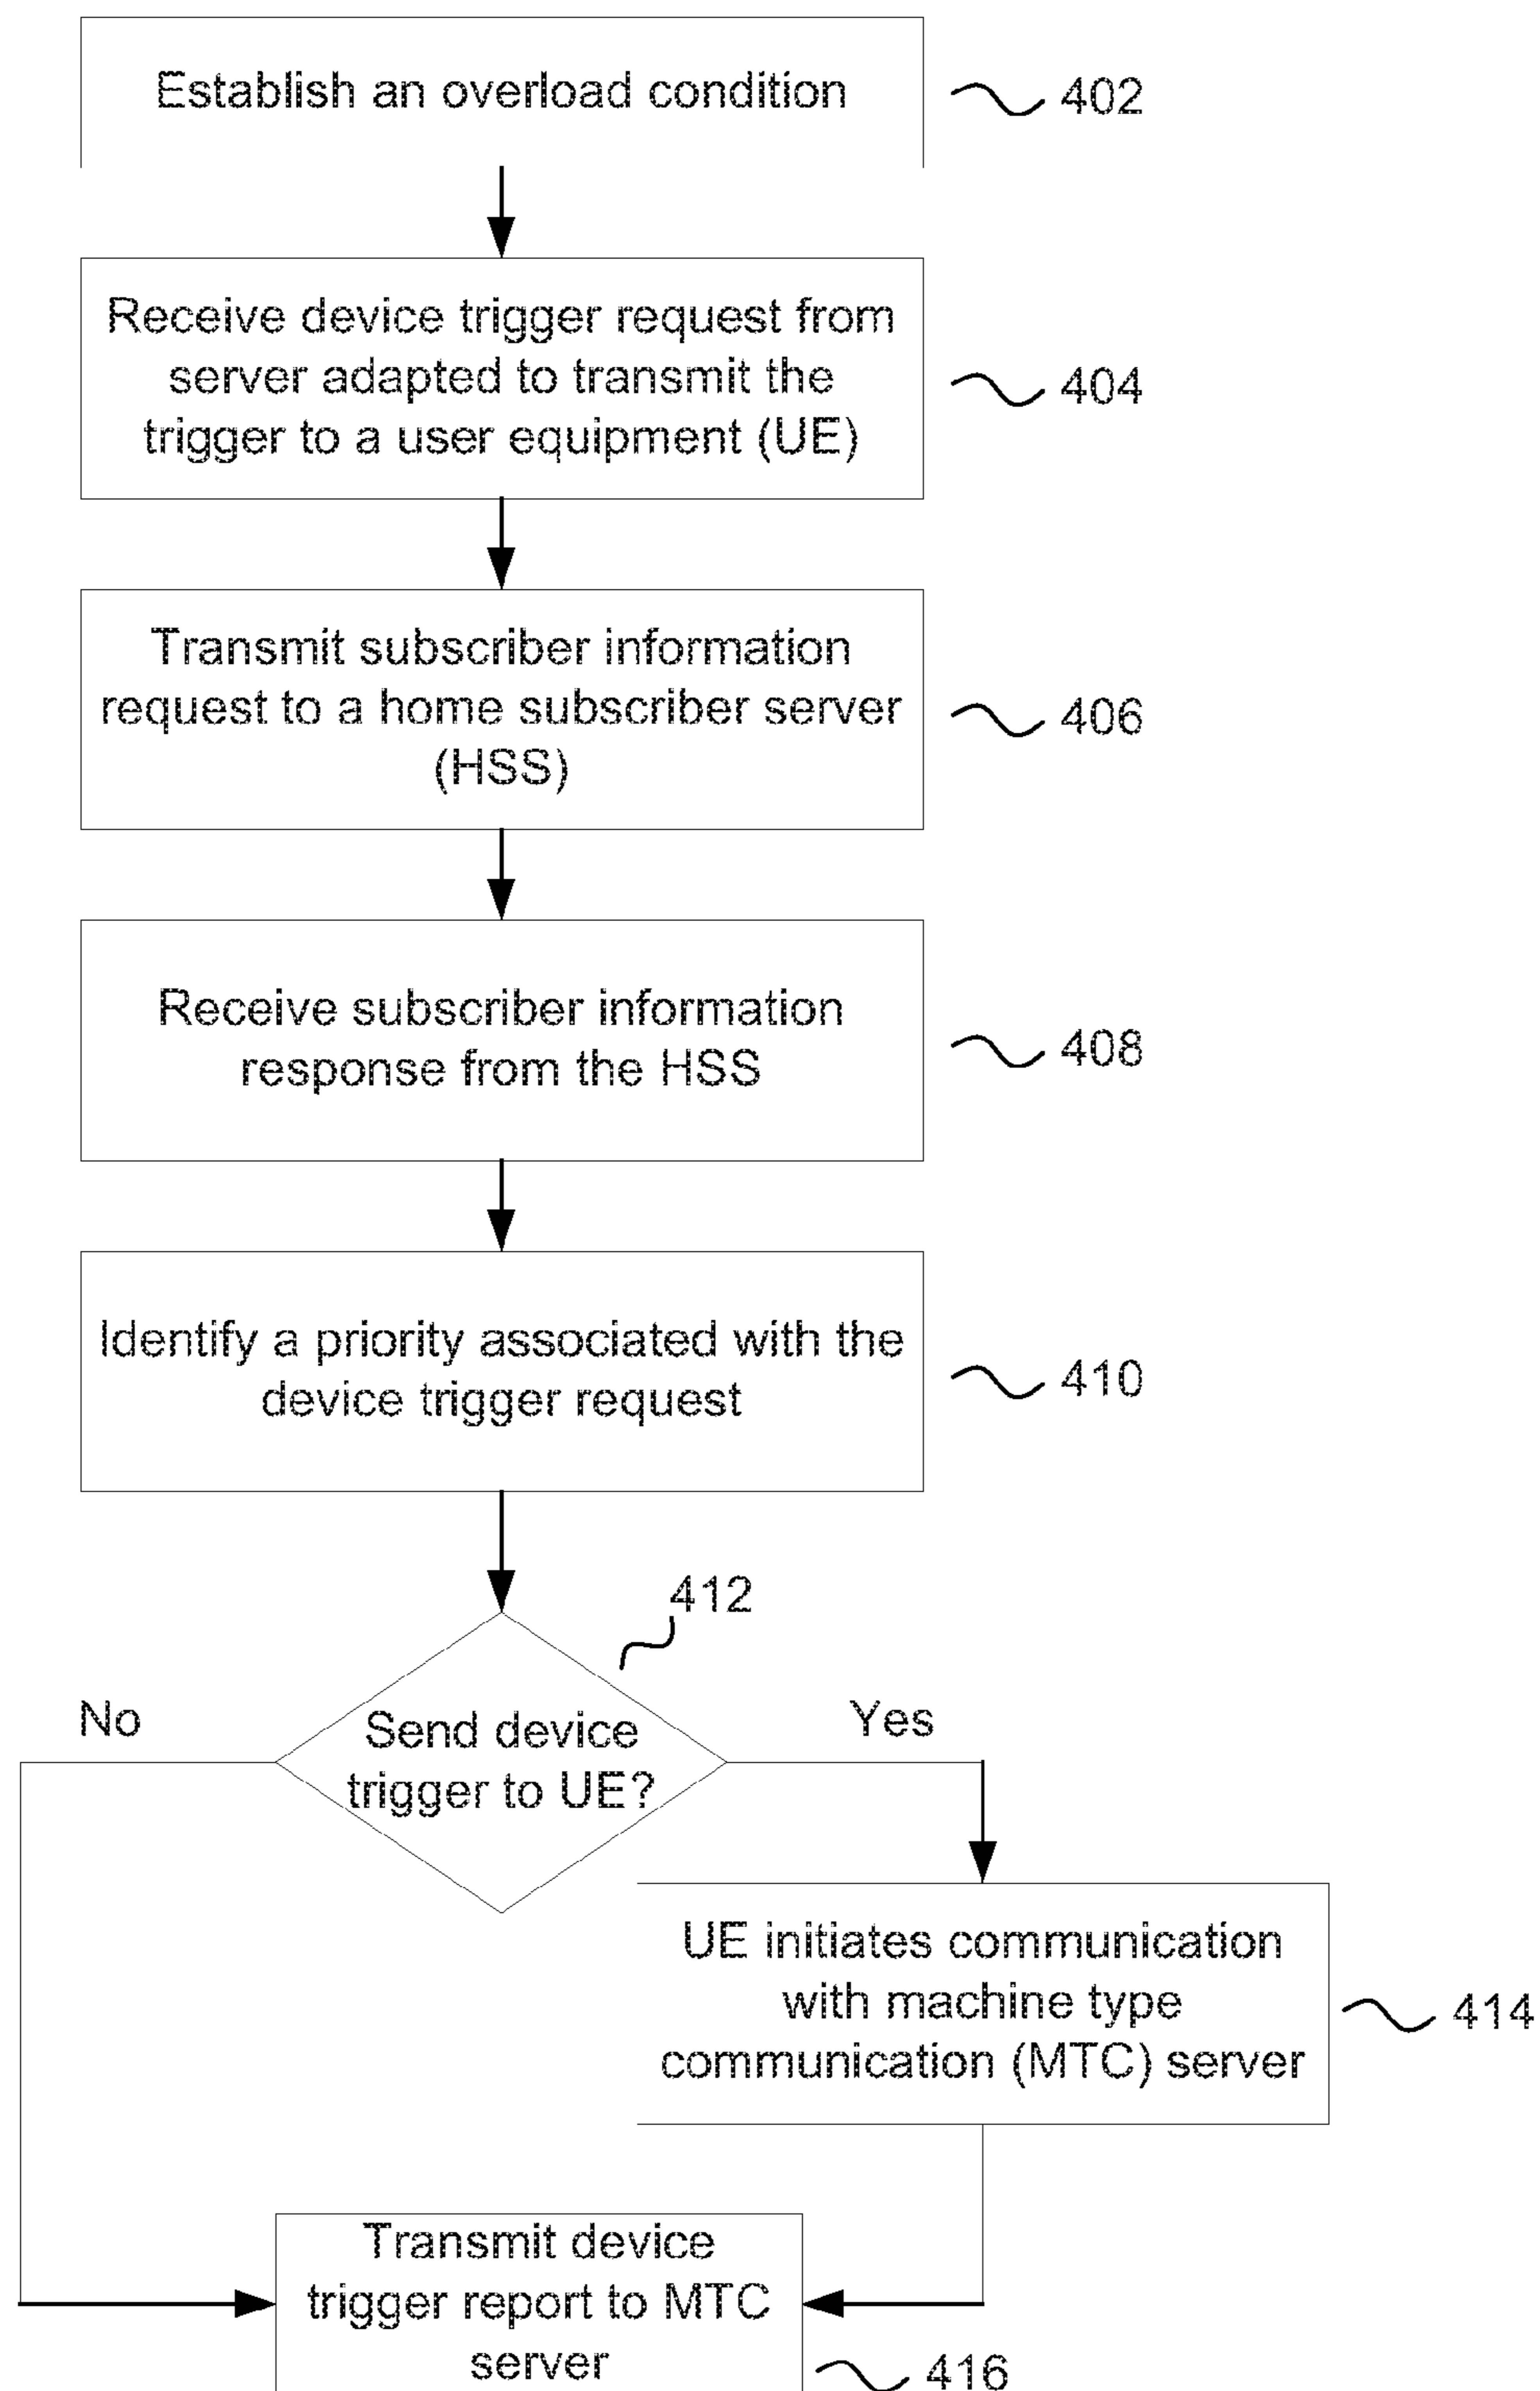 Establish an overload condition
402
Receive device trigger request from
server adapted to transmit the
trigger to a user equipment (UE)
404
Transmit subscriber information
request to a home subscriber server
(HSS)
406
Receive subscriber information
response from the HSS
408
Identify a priority associated with the
device trigger request
410
412
No
Send device
trigger to UE?
Yes
UE initiates communication
with machine type
communication (MTC) server
414
Transmit device
trigger report to MTC
server
416